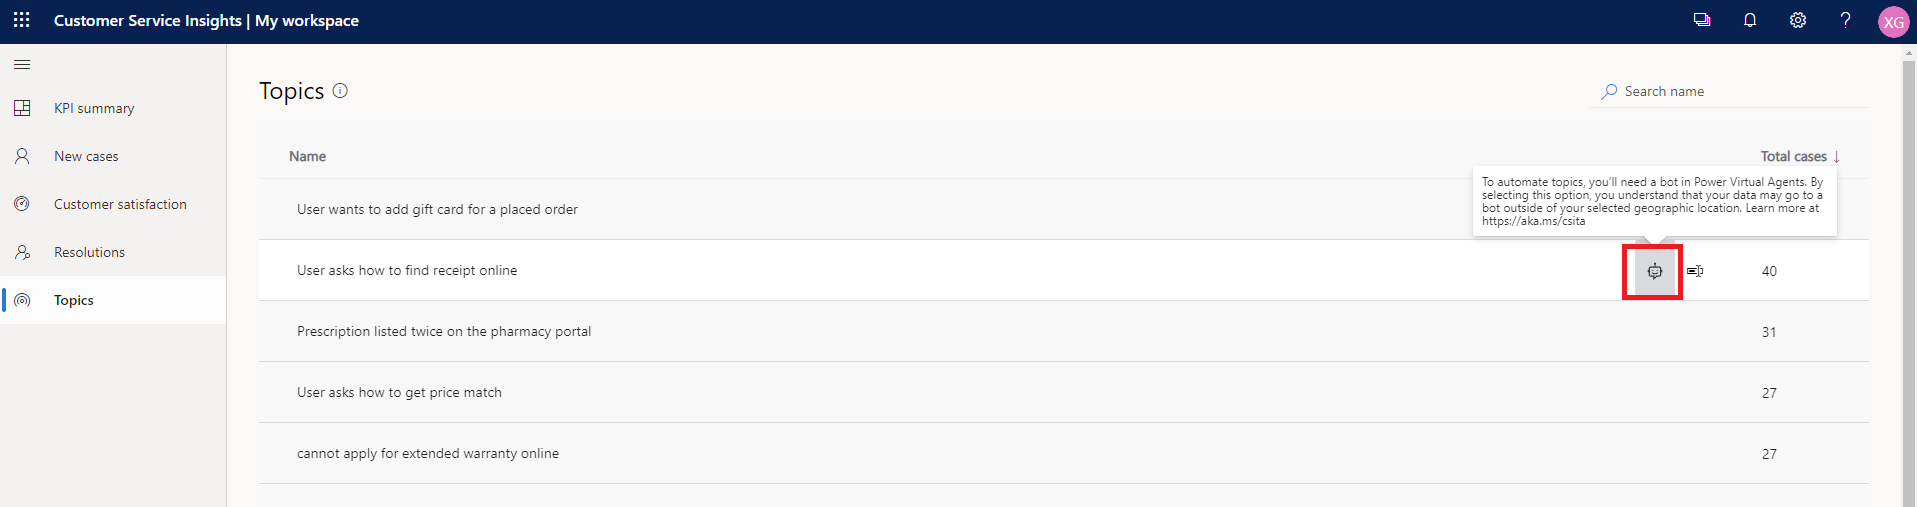 Customer Service Insights | My workspace
XG
KPI summary
New cases
Customer satisfaction
Resolutions
Topics
Topics
Search name
Name
Total cases
User wants to add gift card for a placed order
To automate topics, you'll need a bot in Power Virtual Agents. By
selecting this option, you understand that your data may go to a
bot outside of your selected geographic location. Learn more at
https://aka.ms/csita
User asks how to find receipt online
40
Prescription listed twice on the pharmacy portal
31
User asks how to get price match
27
cannot apply for extended warranty online
27